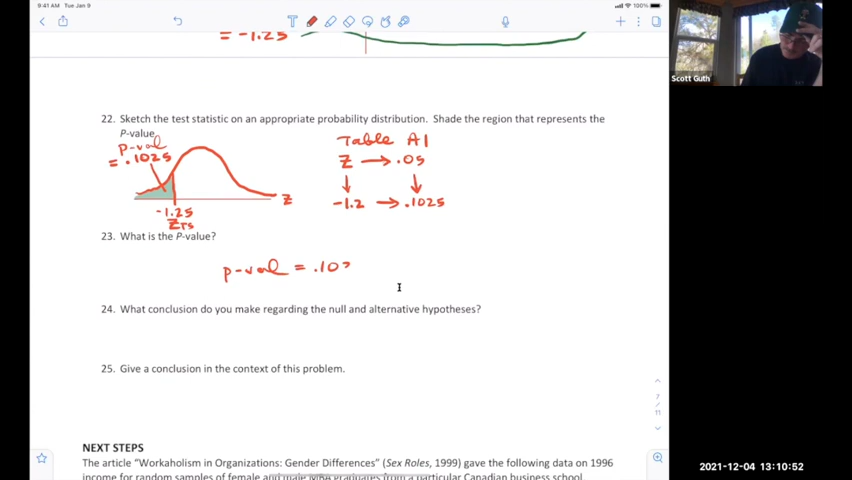 9:41 AM Tue Jan 9
100%
= -1.25
22. Sketch the test statistic on an appropriate probability distribution. Shade the region that represents the
P-value
p-val
= .1025
-1.25
ZTS
Z
Table A1
Z → .05
-1.2 → .1025
23. What is the P-value?
p-val = .10
24. What conclusion do you make regarding the null and alternative hypotheses?
25. Give a conclusion in the context of this problem.
NEXT STEPS
The article “Workaholism in Organizations: Gender Differences” (Sex Roles, 1999) gave the following data on 1996
income for random samples of female and male MBA graduates from a particular Canadian business school.
7
/
11
Scott Guth
2021-12-04 13:10:52